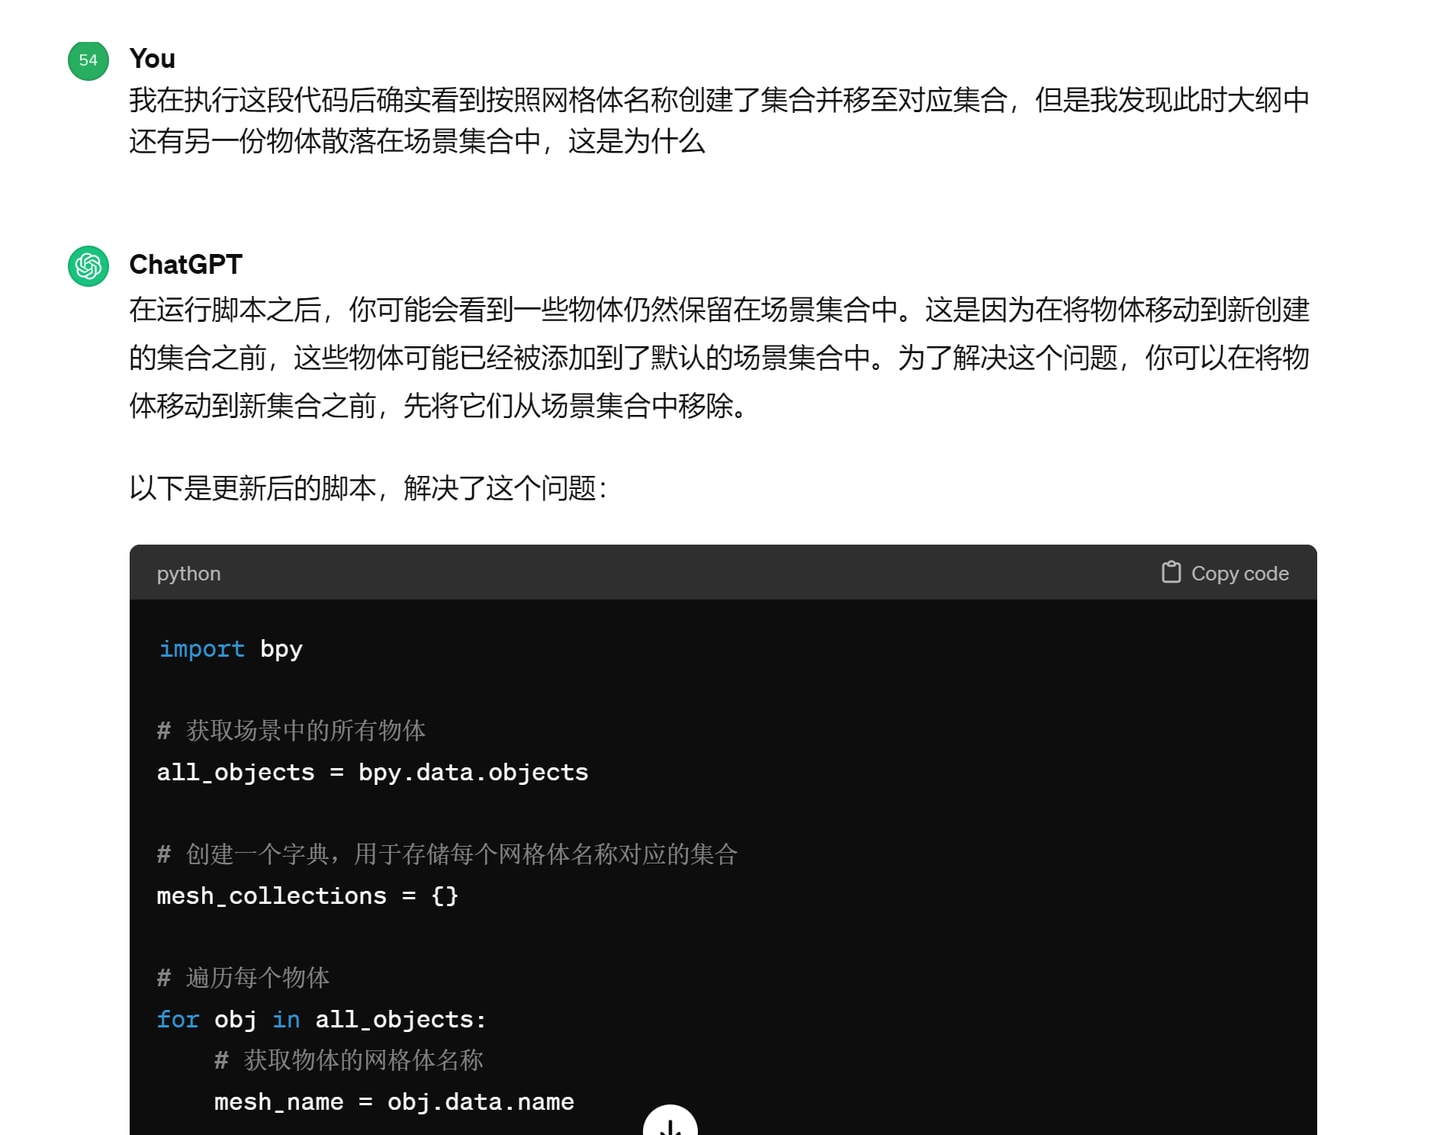 54
You
我在执行这段代码后确实看到按照网格体名称创建了集合并移至对应集合，但是我发现此时大纲中
还有另一份物体散落在场景集合中，这是为什么
ChatGPT
在运行脚本之后，你可能会看到一些物体仍然保留在场景集合中。这是因为在将物体移动到新创建
的集合之前，这些物体可能已经被添加到了默认的场景集合中。为了解决这个问题，你可以在将物
体移动到新集合之前，先将它们从场景集合中移除。
以下是更新后的脚本，解决了这个问题：
python
Copy code
import bpy
# 获取场景中的所有物体
all_objects = bpy.data.objects
# 创建一个字典，用于存储每个网格体名称对应的集合
mesh_collections = {}
# 遍历每个物体
for obj in all_objects:
    # 获取物体的网格体名称
    mesh_name = obj.data.name